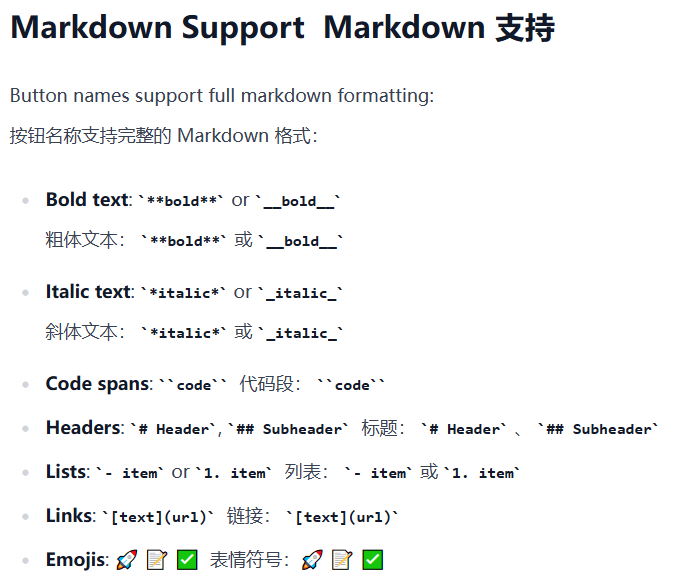 Markdown Support  Markdown 支持
Button names support full markdown formatting:
按钮名称支持完整的 Markdown 格式：
Bold text: `**bold**` or `__bold__`
粗体文本： `**bold**` 或 `__bold__`
Italic text: `*italic*` or `_italic_`
斜体文本： `*italic*` 或 `_italic_`
Code spans: ``code``  代码段： ``code``
Headers: `# Header`, `## Subheader`  标题： `# Header` 、 `## Subheader`
Lists: `- item` or `1. item`  列表： `- item` 或 `1. item`
Links: `[text](url)`  链接： `[text](url)`
Emojis: 🚀 📝 ✅  表情符号：🚀 📝 ✅